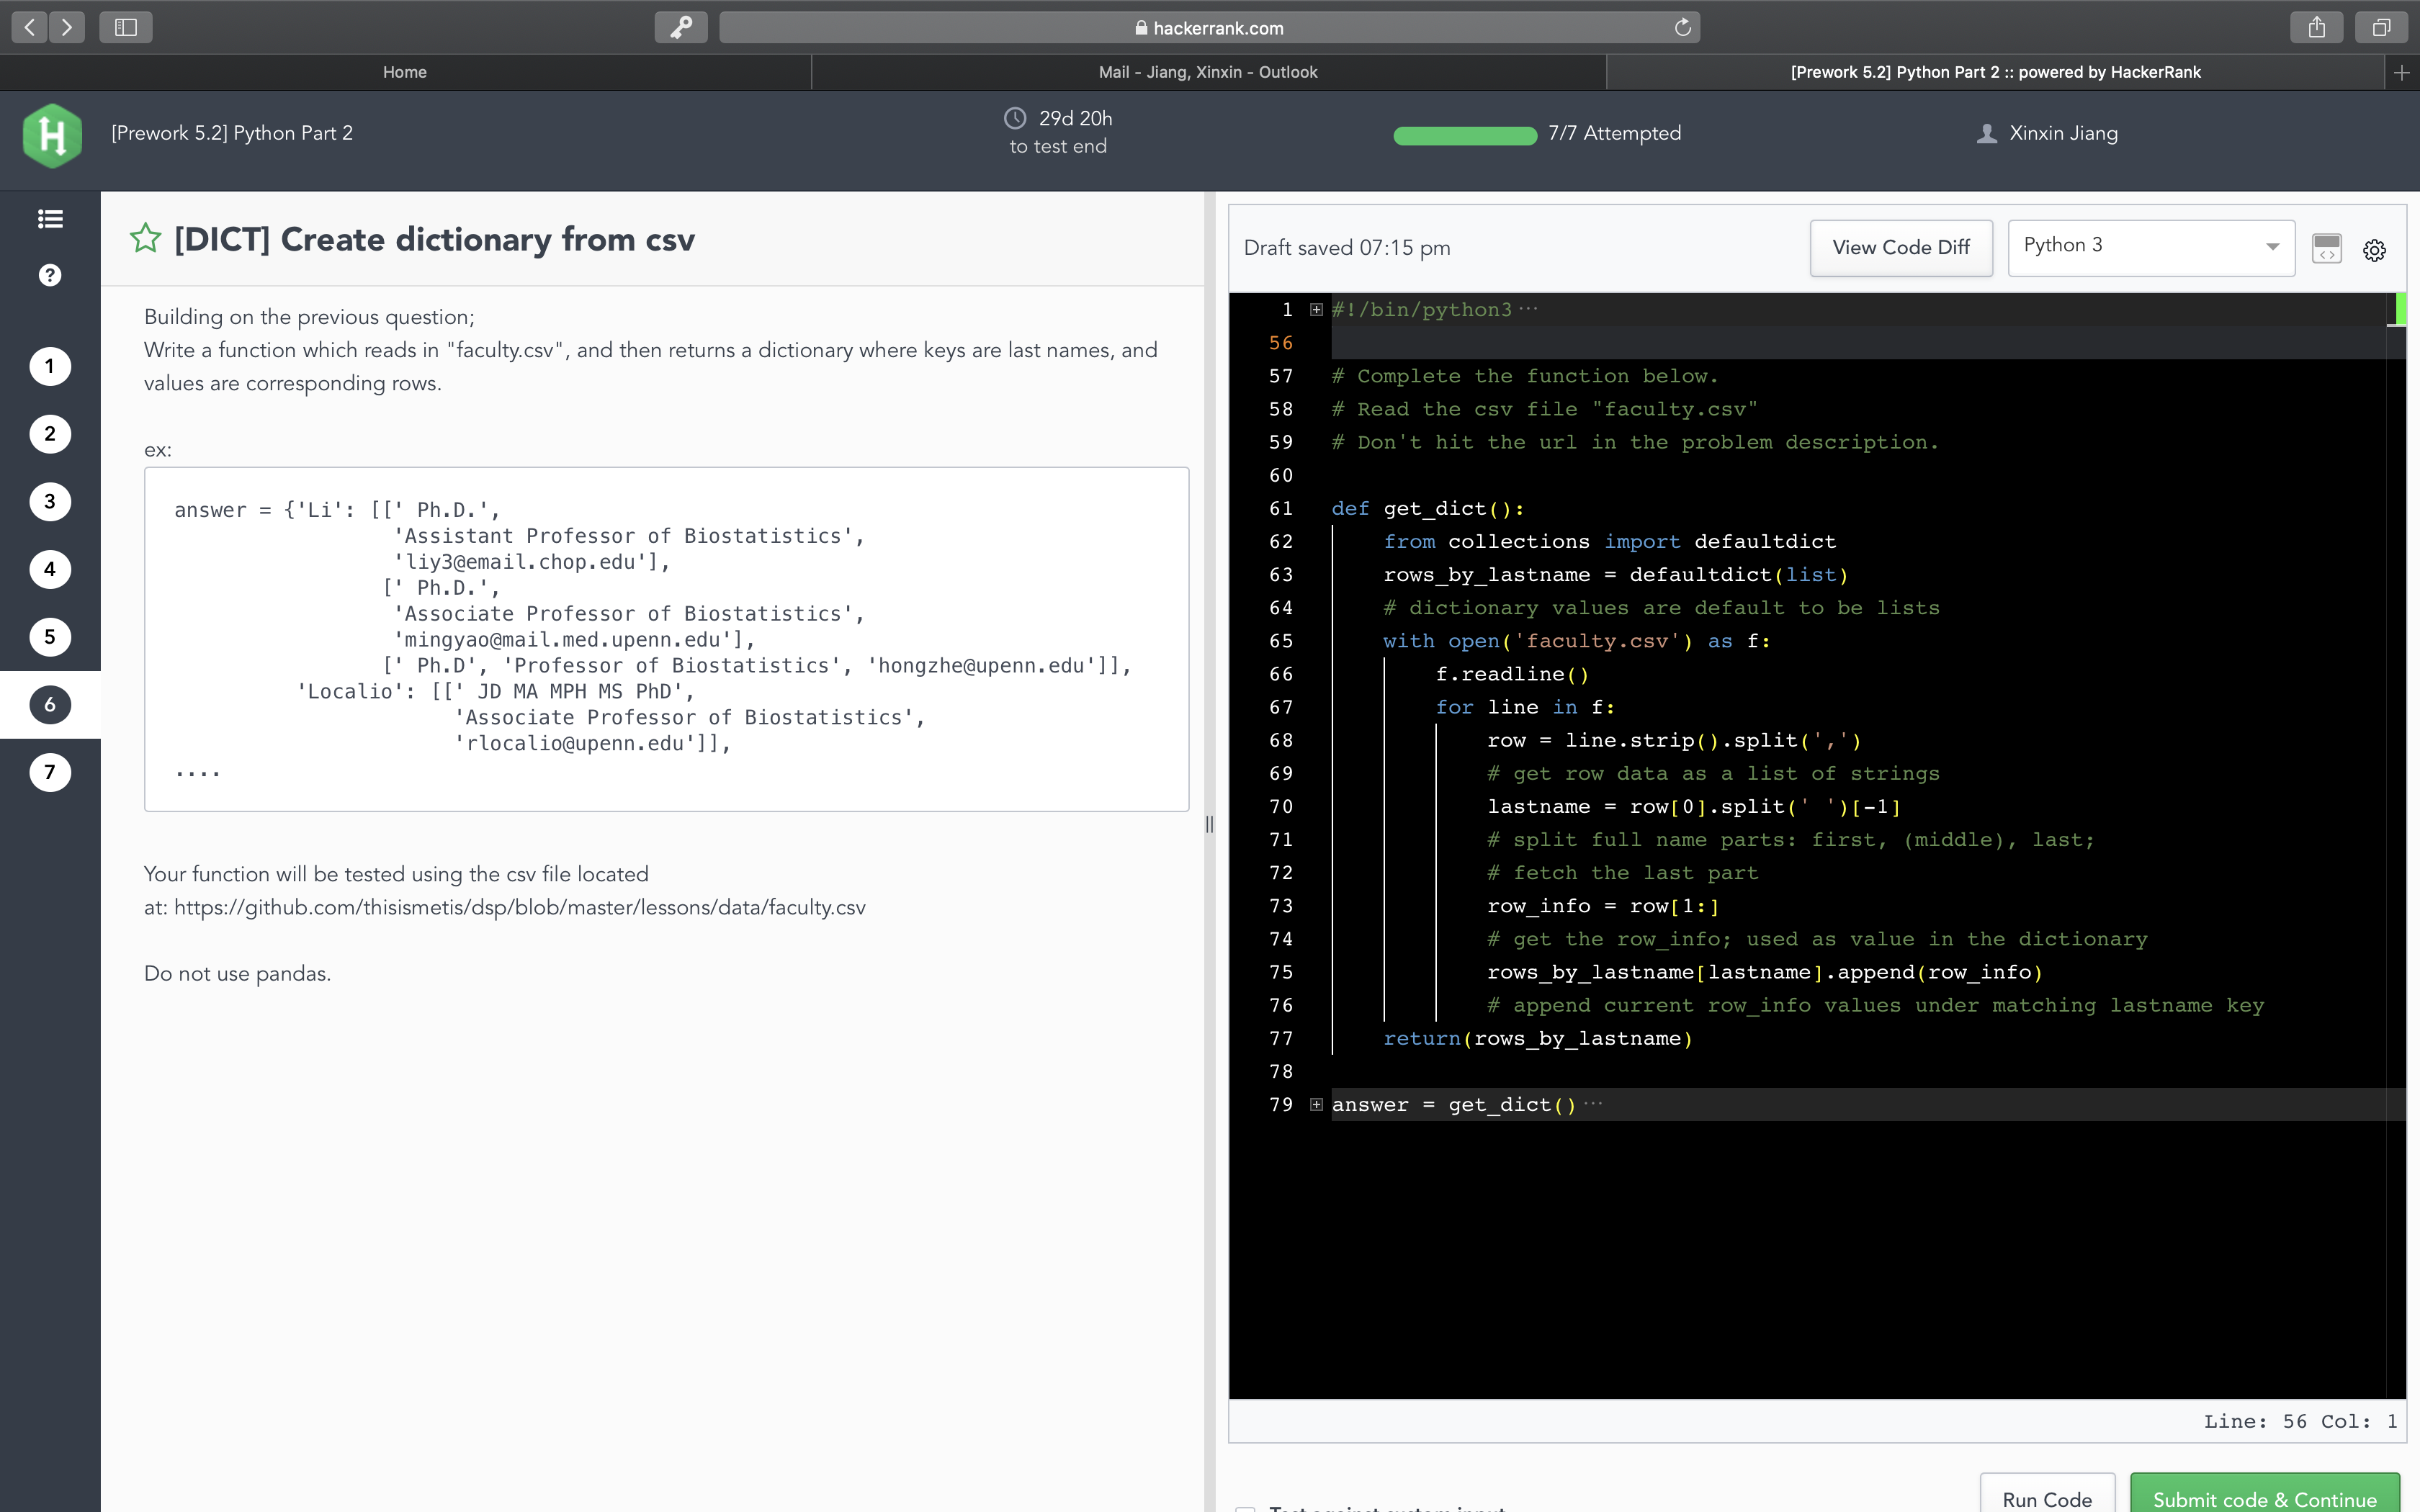 hackerrank.com
Home
Mail - Jiang, Xinxin - Outlook
[Prework 5.2] Python Part 2 :: powered by HackerRank
H
[Prework 5.2] Python Part 2
29d 20h
to test end
7/7 Attempted
Xinxin Jiang
?
1
2
3
4
5
6
7
[DICT] Create dictionary from csv
Building on the previous question;
Write a function which reads in "faculty.csv", and then returns a dictionary where keys are last names, and
values are corresponding rows.
ex:
answer = {'Li': [[' Ph.D.',
'Assistant Professor of Biostatistics',
'liy3@email.chop.edu'],
[' Ph.D.',
'Associate Professor of Biostatistics',
'mingyao@mail.med.upenn.edu'],
[' Ph.D', 'Professor of Biostatistics', 'hongzhe@upenn.edu']],
'Localio': [[' JD MA MPH MS PhD',
'Associate Professor of Biostatistics',
'rlocalio@upenn.edu']],
....
Your function will be tested using the csv file located
at: https://github.com/thisismetis/dsp/blob/master/lessons/data/faculty.csv
Do not use pandas.
Draft saved 07:15 pm
View Code Diff
Python 3
1 #!/bin/python3 ...
56
57 # Complete the function below.
58 # Read the csv file "faculty.csv"
59 # Don't hit the url in the problem description.
60
61 def get_dict():
62 from collections import defaultdict
63 rows_by_lastname = defaultdict(list)
64 # dictionary values are default to be lists
65 with open('faculty.csv') as f:
66 f.readline()
67 for line in f:
68 row = line.strip().split(',')
69 # get row data as a list of strings
70 lastname = row[0].split(' ')[-1]
71 # split full name parts: first, (middle), last;
72 # fetch the last part
73 row_info = row[1:]
74 # get the row_info; used as value in the dictionary
75 rows_by_lastname[lastname].append(row_info)
76 # append current row_info values under matching lastname key
77 return(rows_by_lastname)
78
79 answer = get_dict() ...
Line: 56 Col: 1
Run Code
Submit code & Continue